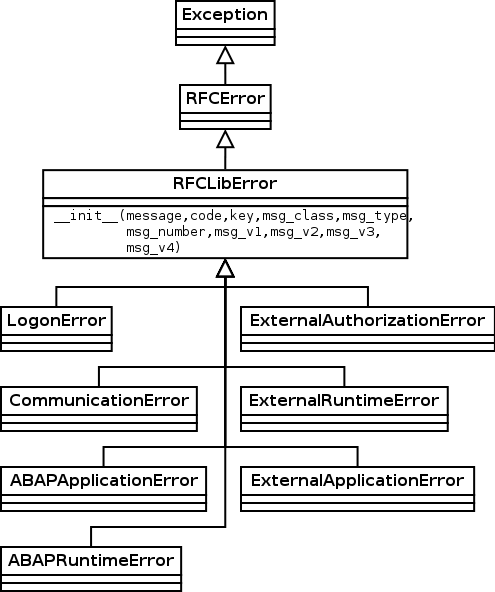 Exception
RFCError
RFCLibError
__init__(message,code,key,msg_class,msg_type,
msg_number,msg_v1,msg_v2,msg_v3,
msg_v4)
LogonError
ExternalAuthorizationError
CommunicationError
ExternalRuntimeError
ABAPApplicationError
ExternalApplicationError
ABAPRuntimeError